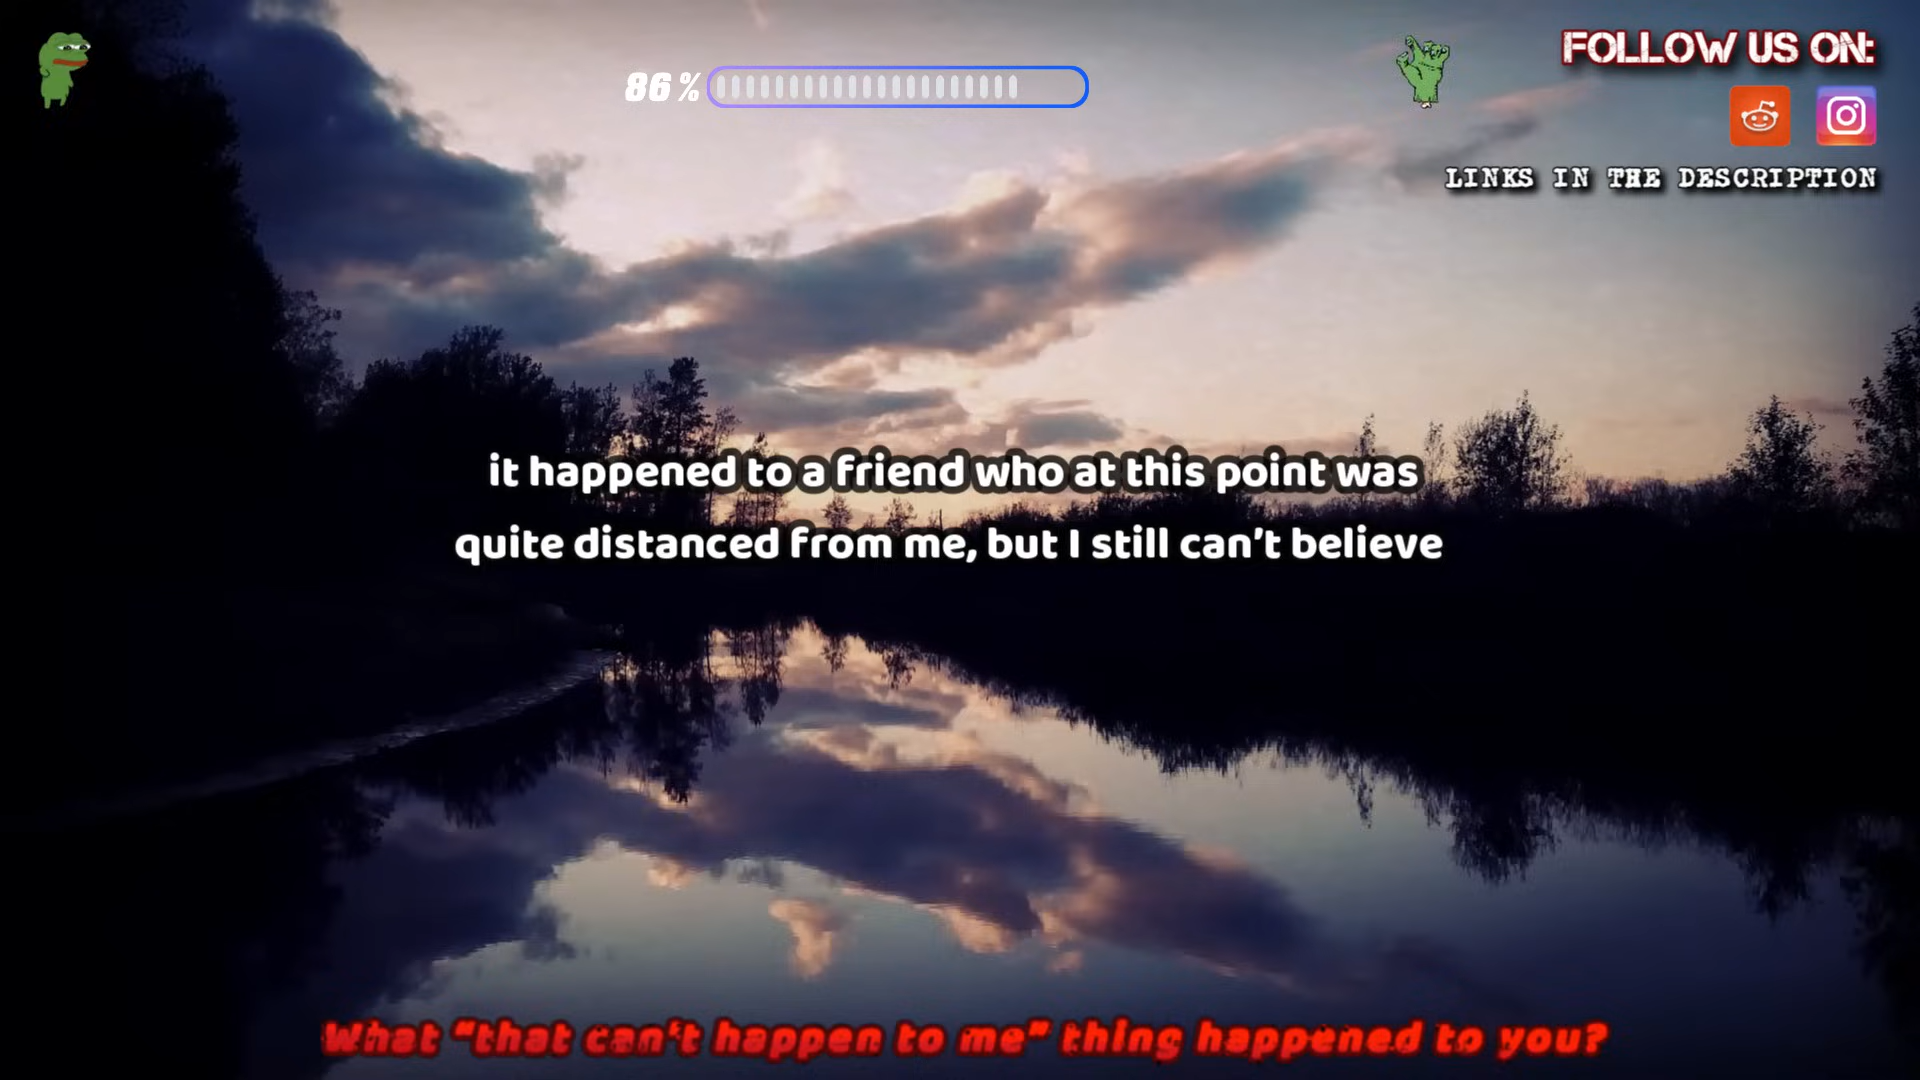 86%
FOLLOW US ON:
LINKS IN THE DESCRIPTION
it happened to a friend who at this point was
quite distanced from me, but I still can't believe
What "that can't happen to me" thing happened to you?